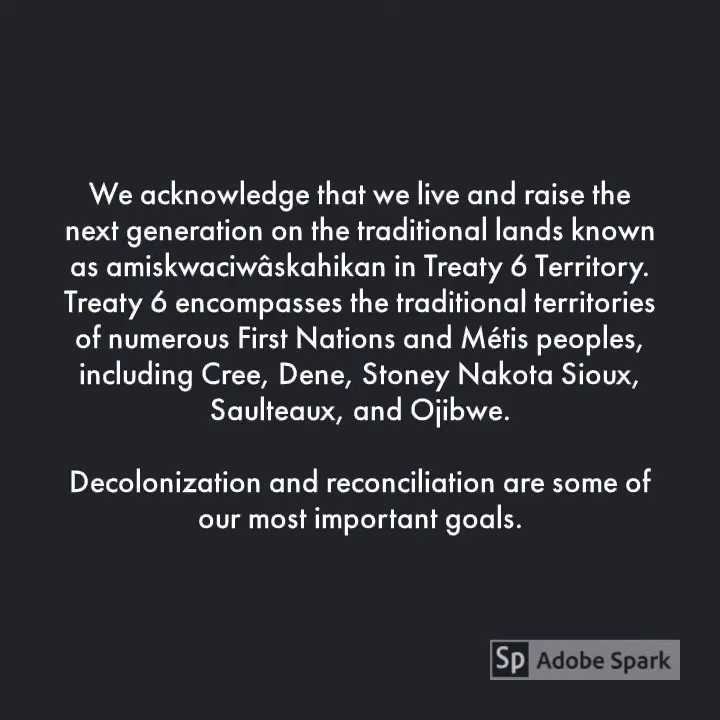 We acknowledge that we live and raise the
next generation on the traditional lands known
as amiskwaciwâskahikan in Treaty 6 Territory.
Treaty 6 encompasses the traditional territories
of numerous First Nations and Métis peoples,
including Cree, Dene, Stoney Nakota Sioux,
Saulteaux, and Ojibwe.
Decolonization and reconciliation are some of
our most important goals.
Sp Adobe Spark